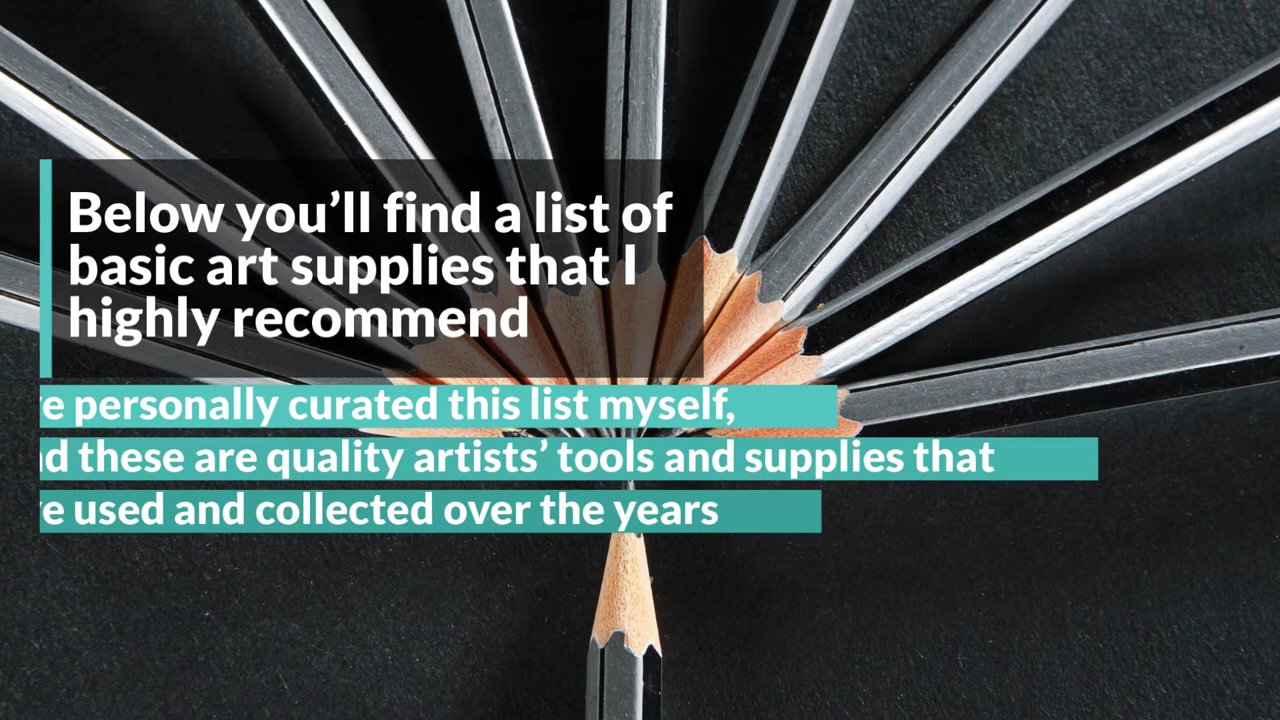 Below you’ll find a list of
basic art supplies that I
highly recommend
personally curated this list myself,
these are quality artists’ tools and supplies that
used and collected over the years